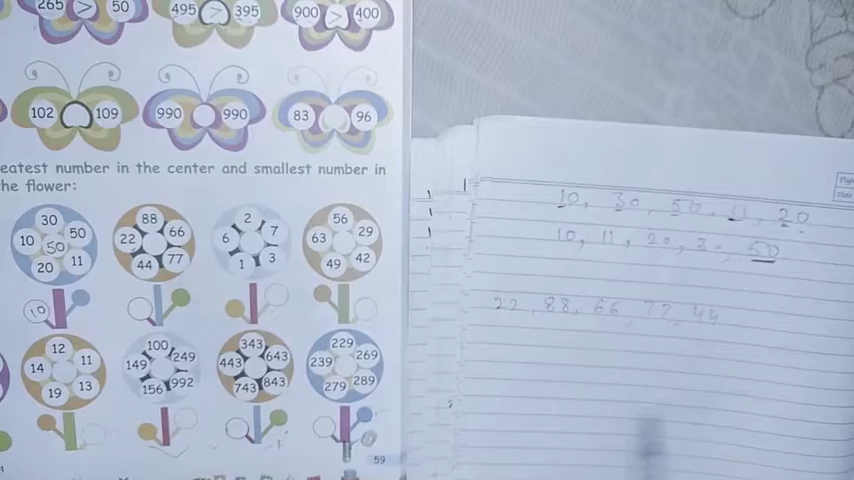 265 > 50 495 > 395 900 > 400
102 109 990 990 83 96
eatest number in the center and smallest number in
he flower:
30 50 11 20 10 50
88 66 77 44 22
2 7 3 1 6
56 29 42 49 63
10
12 11 13 19 14
100 249 992 156 149
343 643 843 743 443
229 269 289 279 239
59
10, 30, 50, 11, 20
10, 11, 20, 30, 50
22, 88, 66, 77, 44